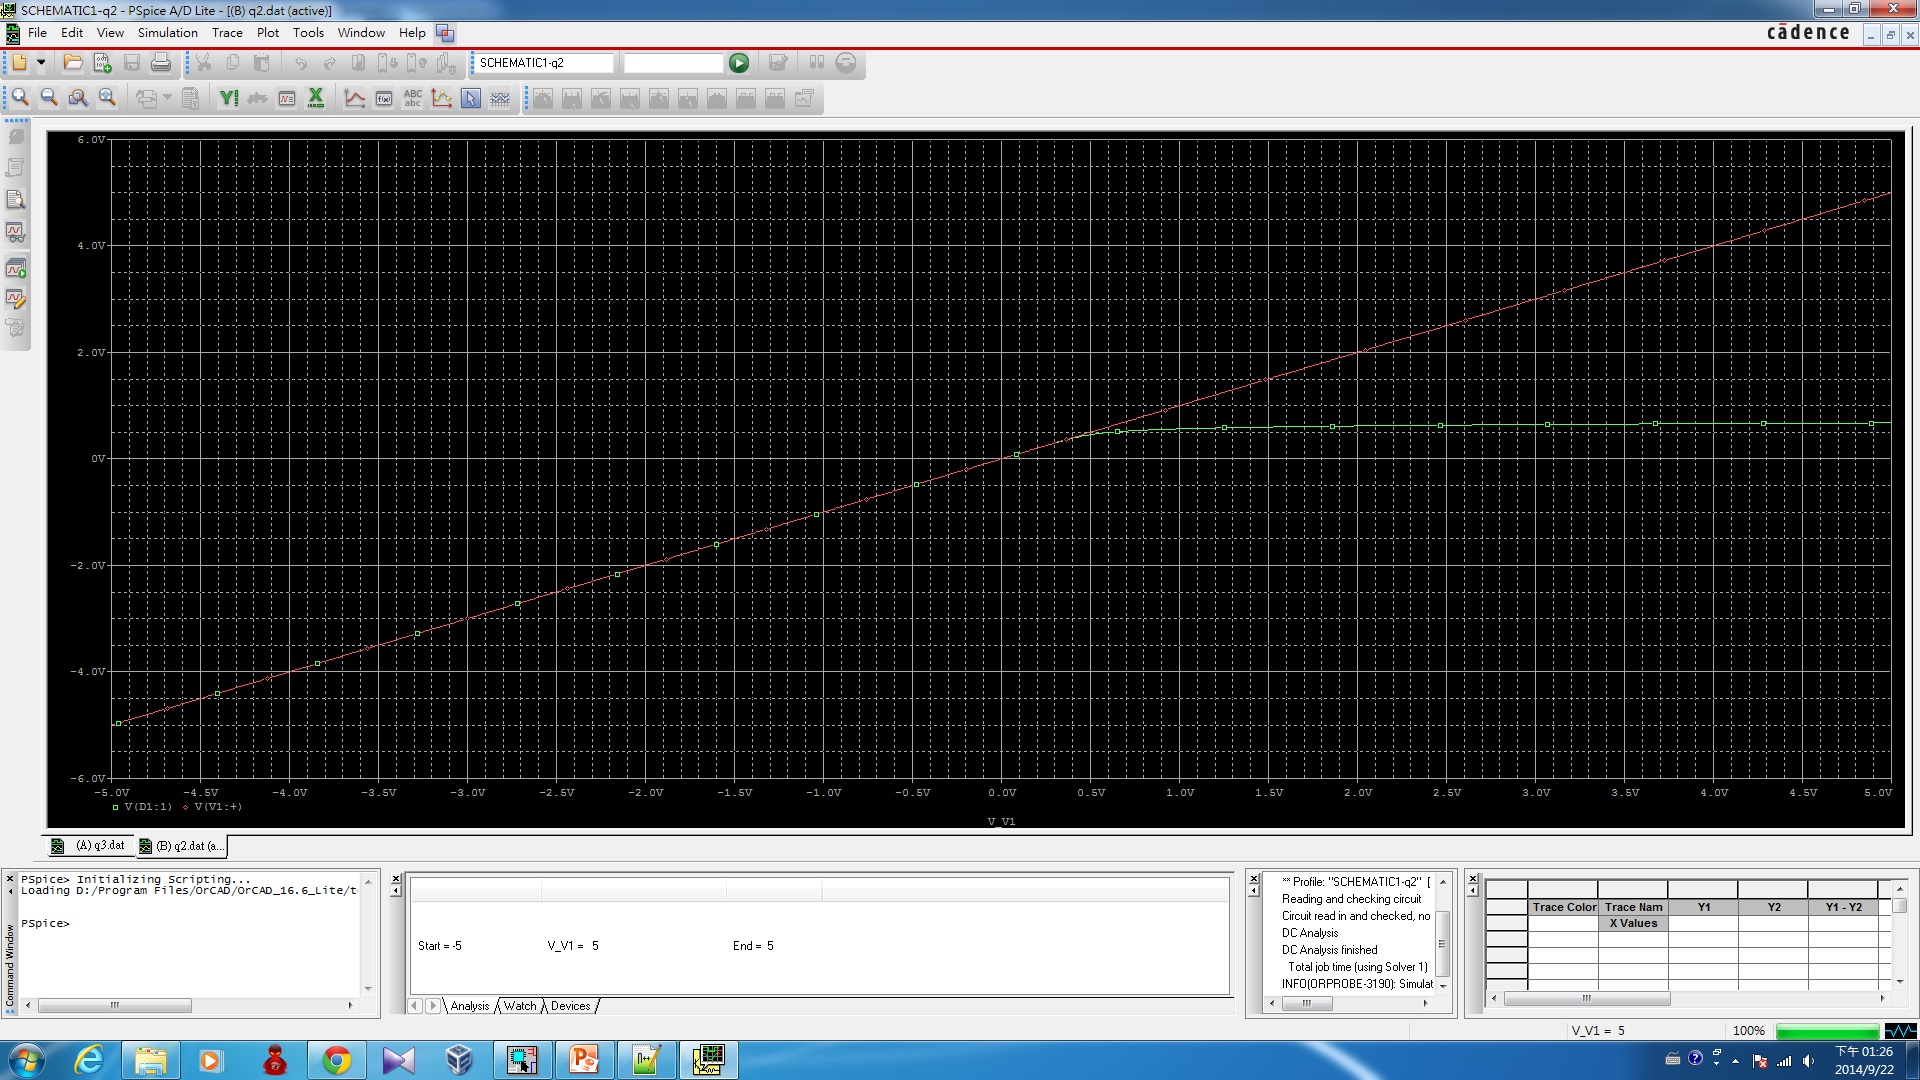 SCHEMATIC1-q2 - PSpice A/D Lite - [(B) q2.dat (active)]
File Edit View Simulation Trace Plot Tools Window Help
cādence
SCHEMATIC1-q2
ABC
abc
6.0V
4.0V
2.0V
0V
-2.0V
-4.0V
-6.0V
-5.0V -4.5V -4.0V -3.5V -3.0V -2.5V -2.0V -1.5V -1.0V -0.5V 0.0V 0.5V 1.0V 1.5V 2.0V 2.5V 3.0V 3.5V 4.0V 4.5V 5.0V
V(D1:1) V(V1:+)
V_V1
(A) q3.dat (B) q2.dat (a...
Command Window
PSpice> Initializing Scripting...
Loading D:/Program Files/OrCAD/OrCAD_16.6_Lite/t
PSpice>
Start = -5 V_V1 = 5 End = 5
Analysis Watch Devices
** Profile: "SCHEMATIC1-q2" [
Reading and checking circuit
Circuit read in and checked, no
DC Analysis
DC Analysis finished
Total job time (using Solver 1)
INFO(ORPROBE-3190): Simulat
Trace Color Trace Nam Y1 Y2 Y1 - Y2
X Values
V_V1 = 5 100%
下午 01:26
2014/9/22